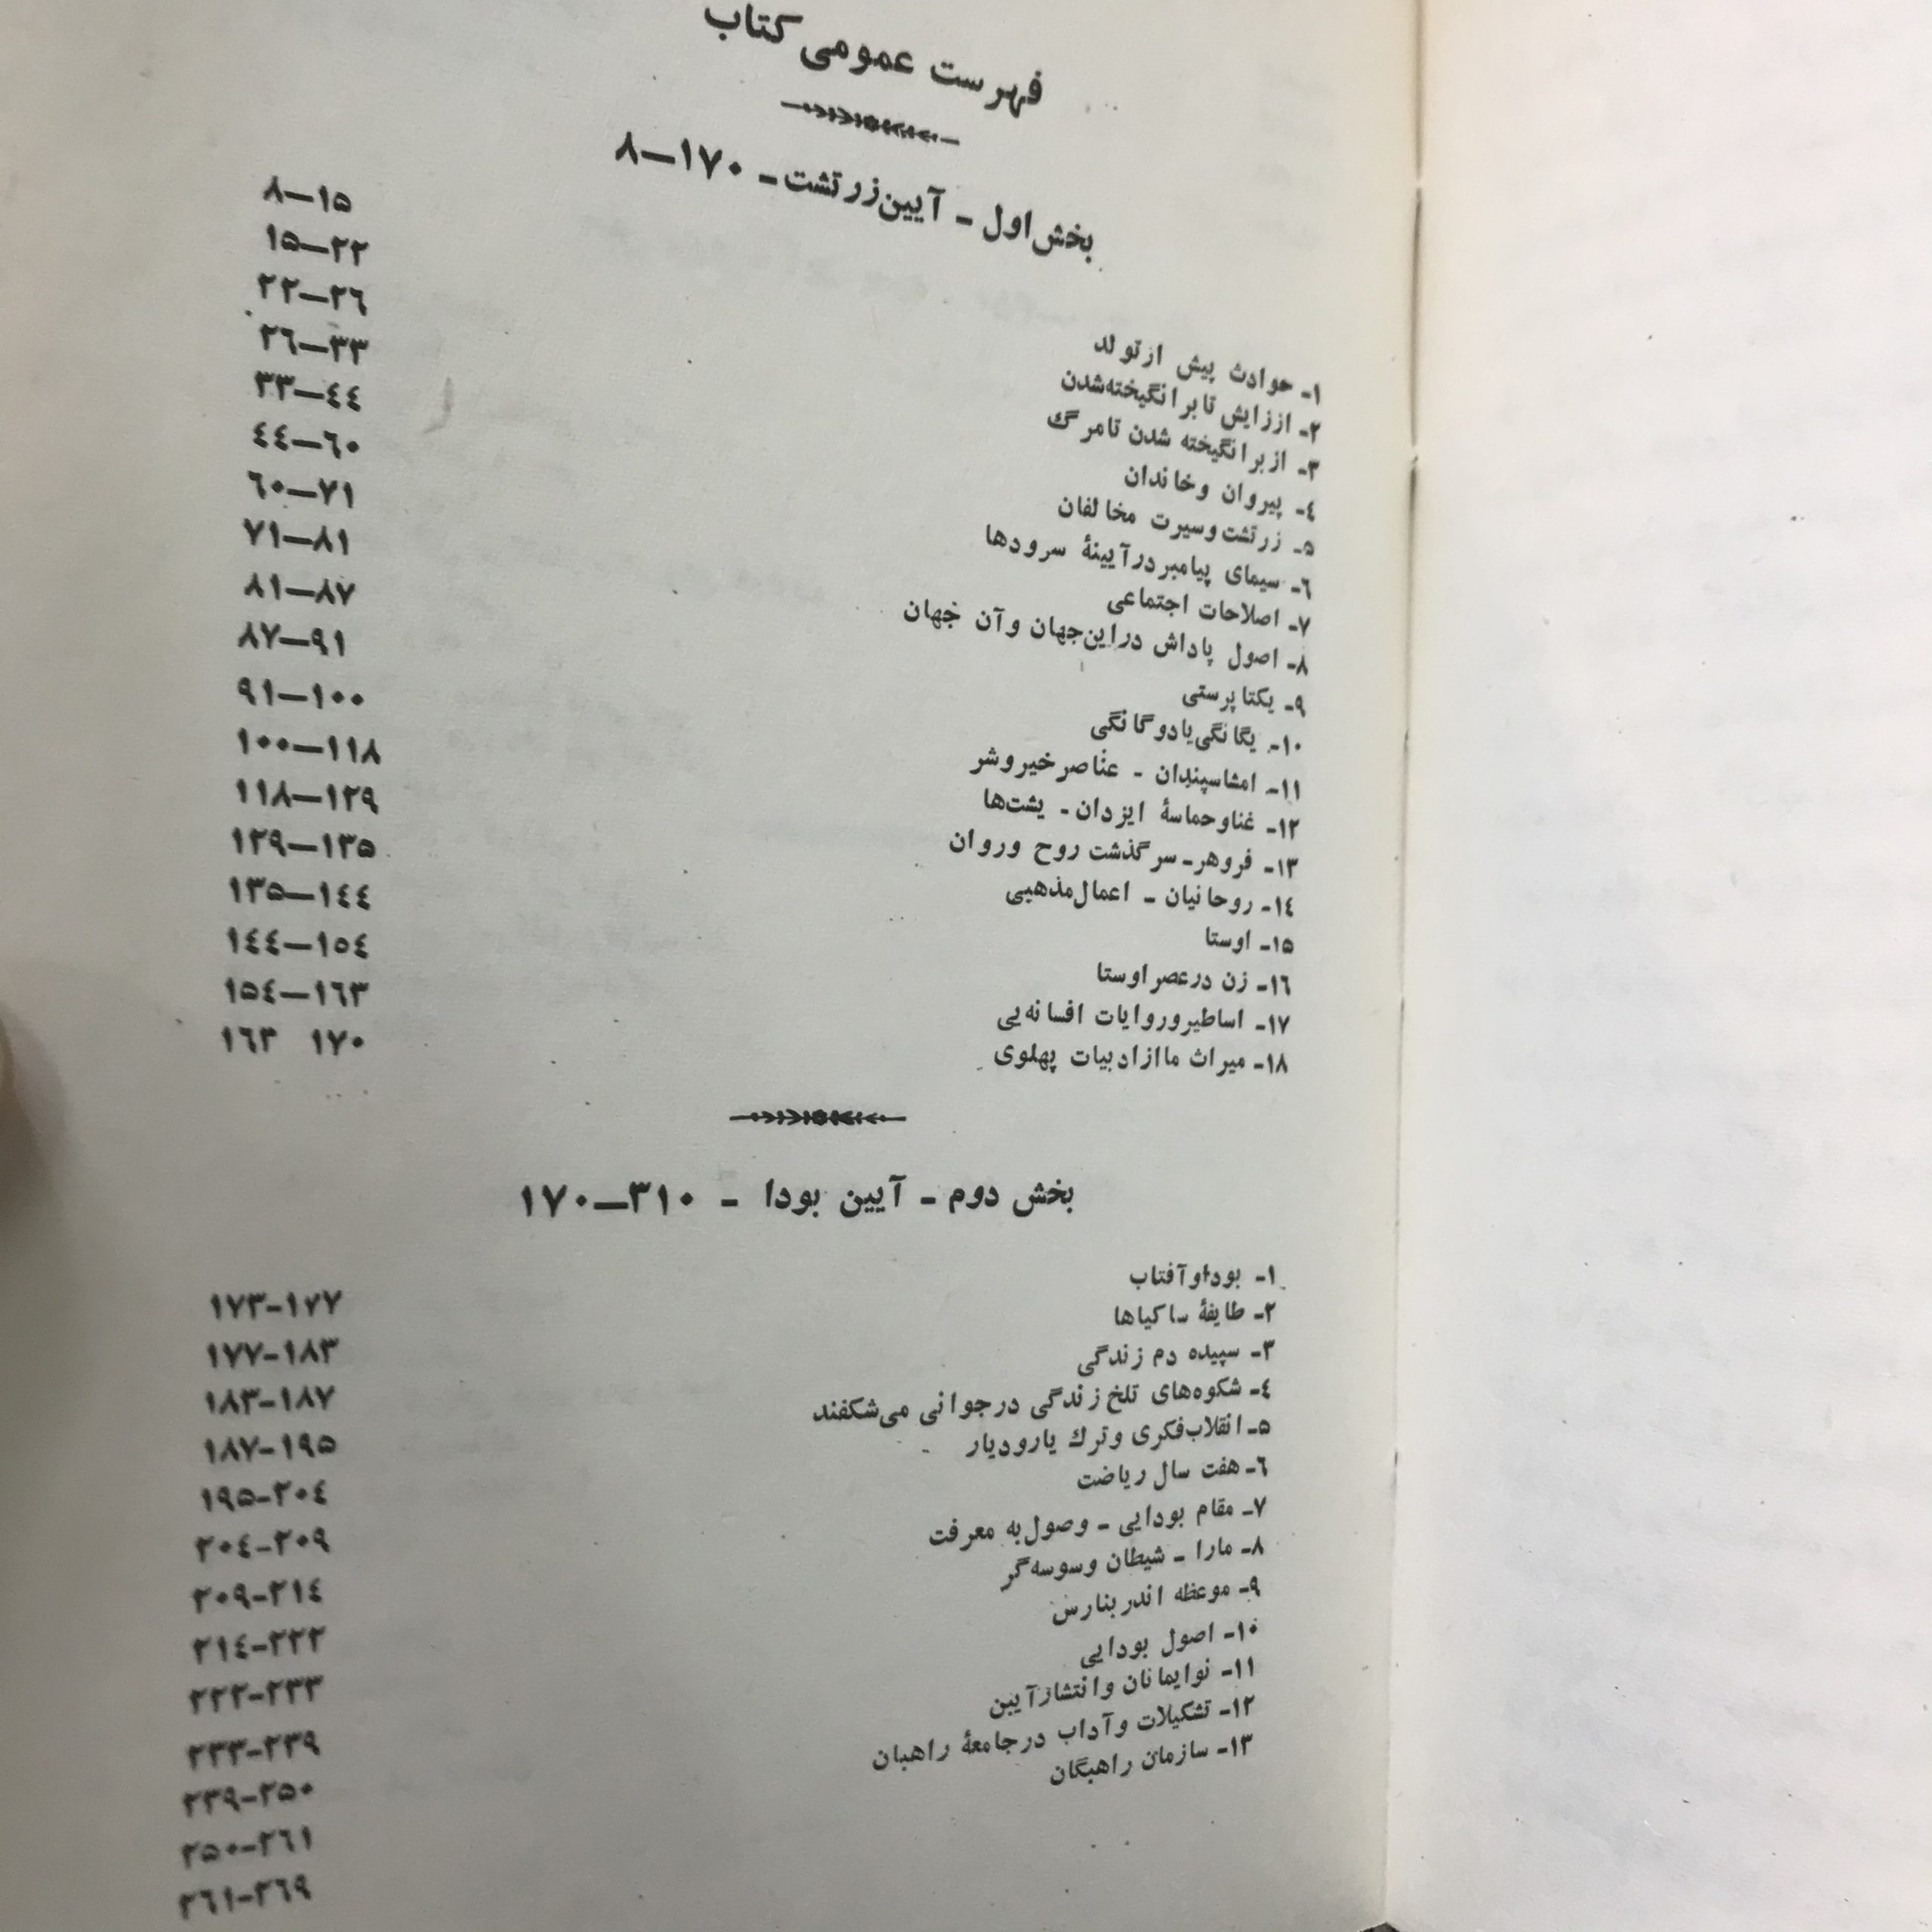 فهرست عمومی کتاب
بخش اول - آیین زرتشت - ۱۷۰—۸
۱- حوادث پیش از تولد ۱۵—۸
۲- از زایش تا برانگیخته‌شدن ۲۲—۱۵
۳- از برانگیخته شدن تا مرگ ۲۶—۲۲
۴- پیروان و خاندان ۳۳—۲۶
۵- زرتشت و سیرت مخالفان ۴۴—۳۳
۶- سیمای پیامبر در آیینهٔ سرودها ۶۰—۴۴
۷- اصلاحات اجتماعی ۷۱—۶۰
۸- اصول پاداش در این‌جهان و آن جهان ۸۱—۷۱
۹- یکتا پرستی ۸۷—۸۱
۱۰- یگانگی یا دوگانگی ۹۱—۸۷
۱۱- امشاسپندان - عناصر خیر و شر ۱۰۰—۹۱
۱۲- غنا و حماسهٔ ایزدان - یشت‌ها ۱۱۸—۱۰۰
۱۳- فروهر - سرگذشت روح و روان ۱۲۹—۱۱۸
۱۴- روحانیان - اعمال مذهبی ۱۳۵—۱۲۹
۱۵- اوستا ۱۴۴—۱۳۵
۱۶- زن در عصر اوستا ۱۵۴—۱۴۴
۱۷- اساطیر و روایات افسانه‌یی ۱۶۳—۱۵۴
۱۸- میراث ما از ادبیات پهلوی ۱۷۰ ۱۶۳
بخش دوم - آیین بودا - ۳۱۰—۱۷۰
۱- بودا و آفتاب ۱۷۷-۱۷۳
۲- طایفهٔ ساکیاها ۱۸۳-۱۷۷
۳- سپیده دم زندگی ۱۸۷-۱۸۳
۴- شکوه‌های تلخ زندگی در جوانی می‌شکفند ۱۹۵-۱۸۷
۵- انقلاب فکری و ترك یار و دیار ۲۰۴-۱۹۵
۶- هفت سال ریاضت ۲۰۹-۲۰۴
۷- مقام بودایی - وصول به معرفت ۲۱۴-۲۰۹
۸- مارا - شیطان وسوسه‌گر ۲۲۲-۲۱۴
۹- موعظه اندر بنارس ۲۳۳-۲۲۲
۱۰- اصول بودایی ۲۳۹-۲۳۳
۱۱- نوایمانان و انتشار آیین ۲۵۰-۲۳۹
۱۲- تشکیلات و آداب در جامعهٔ راهبان ۲۶۱-۲۵۰
۱۳- سازمان راهبگان ۲۶۹-۲۶۱